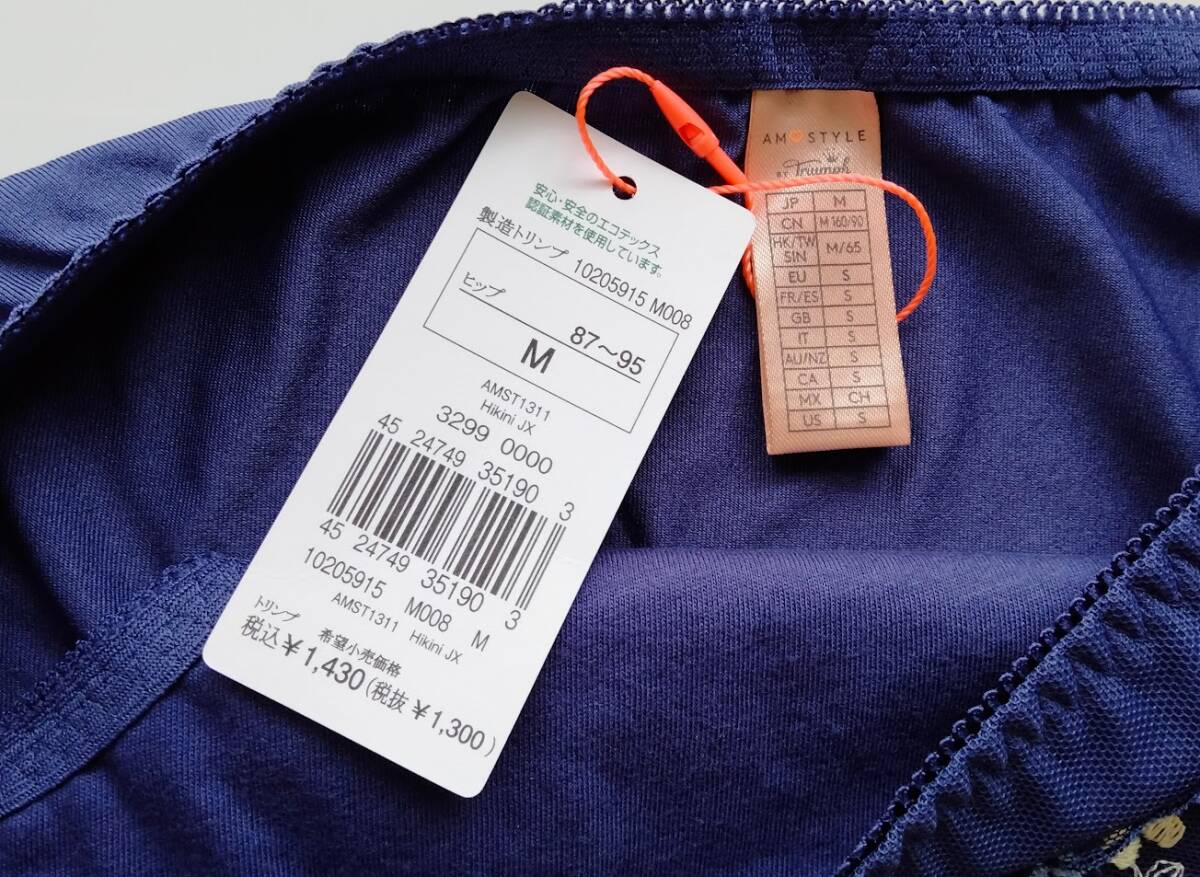 安心・安全のエコテックス
認証素材を使用しています。
製造トリンプ 10205915 M008
ヒップ
87〜95
M
AMST1311
Hikini JX
3299 0000
45 24749 35190 3
45 24749 35190 3
10205915 M008 M
AMST1311 Hikini JX
トリンプ 希望小売価格
税込¥1,430(税抜¥1,300)
AMOSTYLE
BY Triumph
JP M
CN M 160/90
HK/TW/SIN M/65
EU S
FR/ES S
GB S
IT S
AU/NZ S
CA S
MX CH
US S